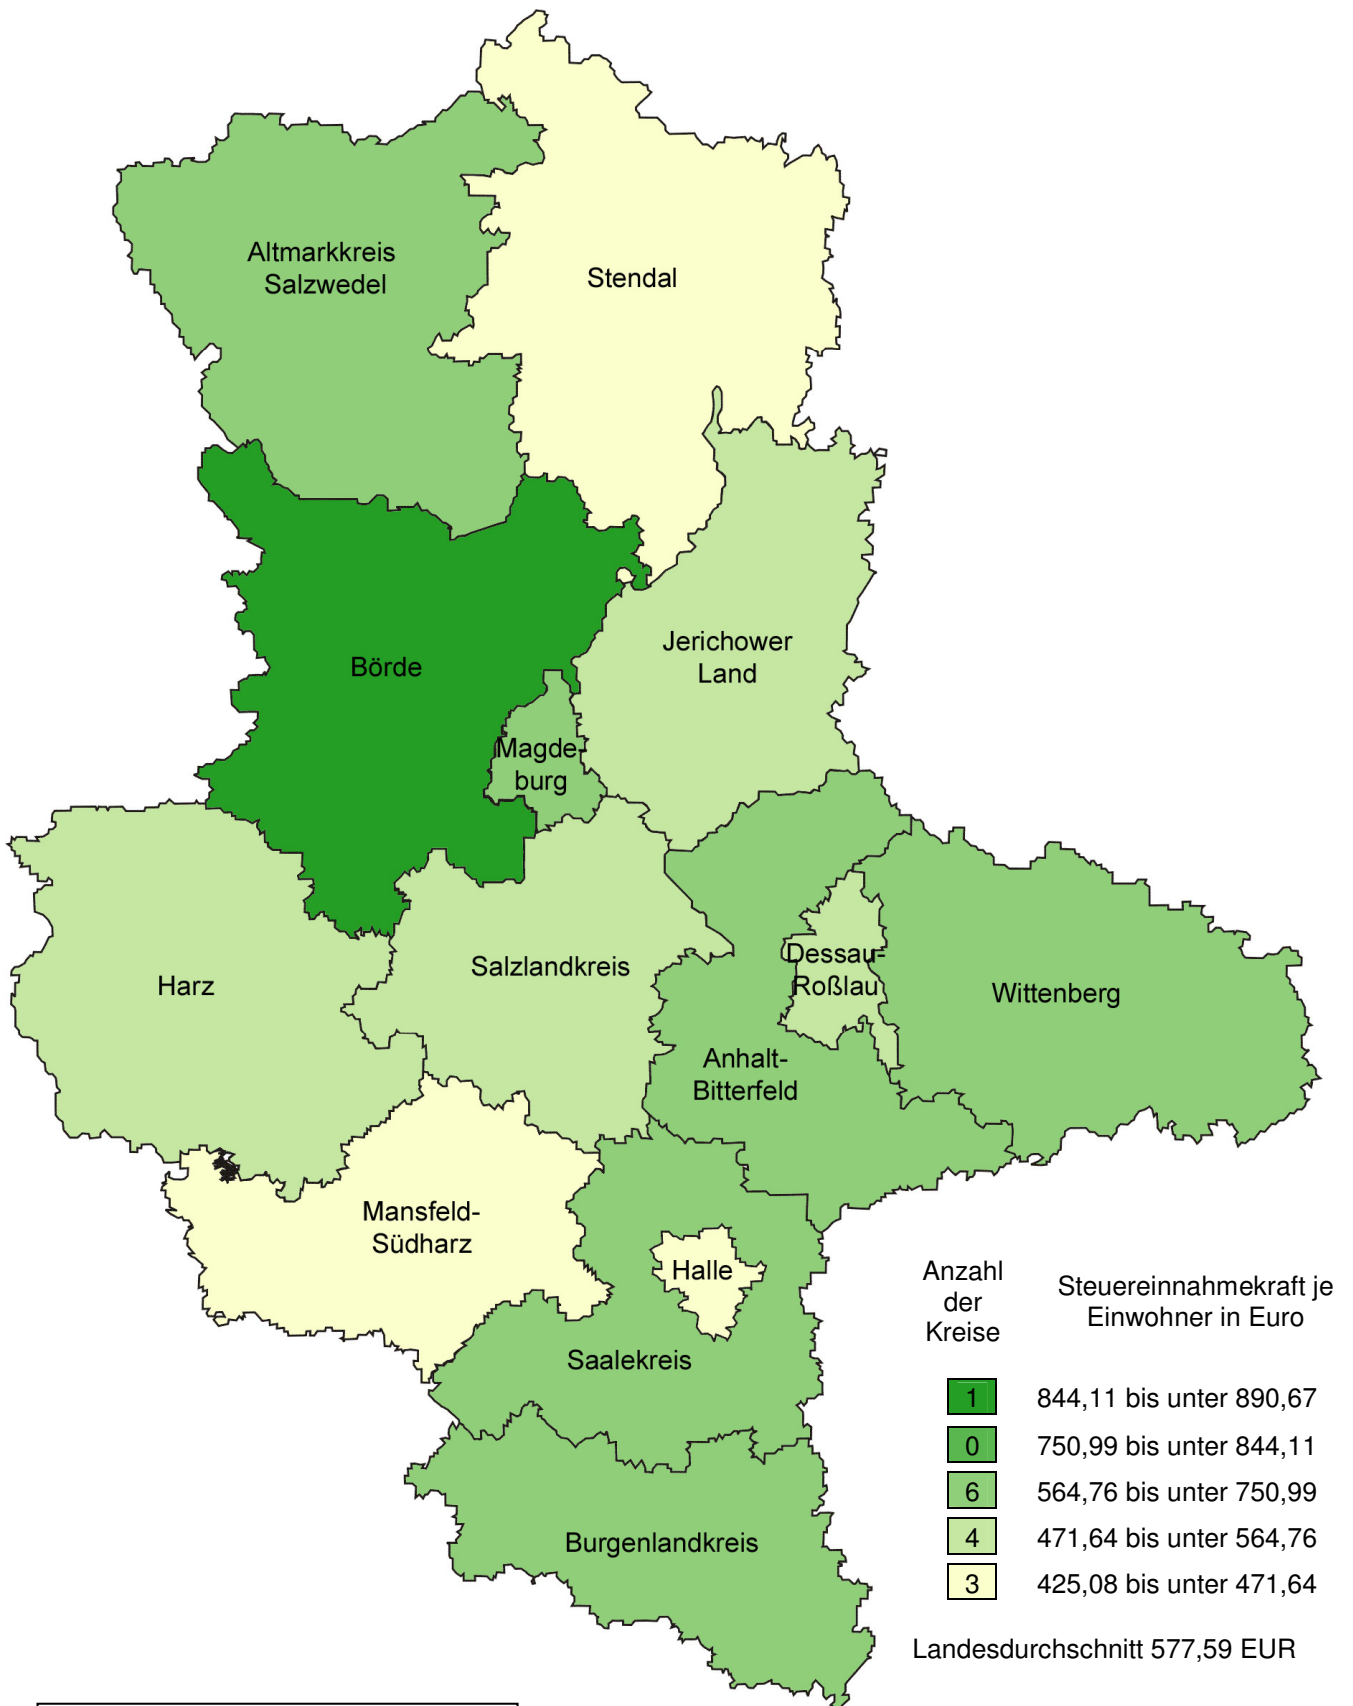 Altmarkkreis
Salzwedel
Stendal
Börde
Jerichower
Land
Magde-
burg
Harz
Salzlandkreis
Dessau-
Roßlau
Wittenberg
Anhalt-
Bitterfeld
Mansfeld-
Südharz
Halle
Saalekreis
Burgenlandkreis
Anzahl
der
Kreise
Steuereinnahmekraft je
Einwohner in Euro
1 844,11 bis unter 890,67
0 750,99 bis unter 844,11
6 564,76 bis unter 750,99
4 471,64 bis unter 564,76
3 425,08 bis unter 471,64
Landesdurchschnitt 577,59 EUR